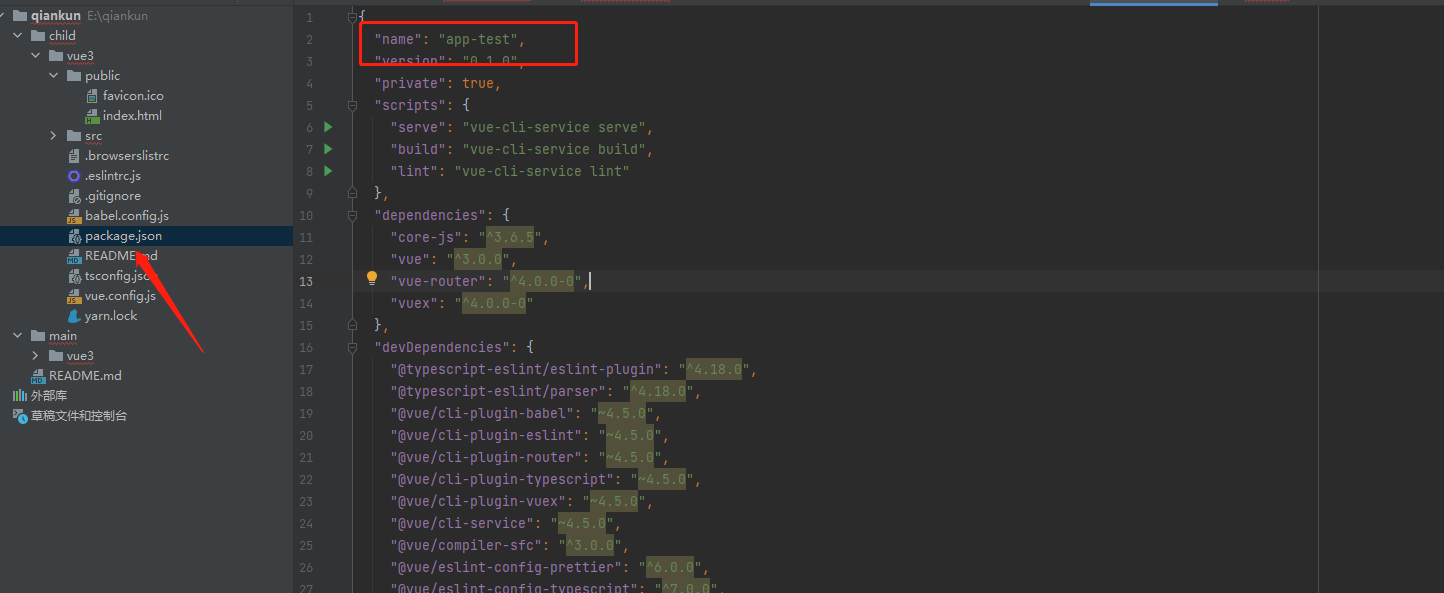 qiankun E:\qiankun
child
vue3
public
favicon.ico
index.html
src
.browserslistrc
.eslintrc.js
.gitignore
babel.config.js
package.json
README.md
tsconfig.json
vue.config.js
yarn.lock
main
vue3
README.md
外部库
草稿文件和控制台
1 {
2 "name": "app-test",
3 "version": "0.1.0",
4 "private": true,
5 "scripts": {
6 "serve": "vue-cli-service serve",
7 "build": "vue-cli-service build",
8 "lint": "vue-cli-service lint"
9 },
10 "dependencies": {
11 "core-js": "^3.6.5",
12 "vue": "^3.0.0",
13 "vue-router": "^4.0.0-0",
14 "vuex": "^4.0.0-0"
15 },
16 "devDependencies": {
17 "@typescript-eslint/eslint-plugin": "^4.18.0",
18 "@typescript-eslint/parser": "^4.18.0",
19 "@vue/cli-plugin-babel": "~4.5.0",
20 "@vue/cli-plugin-eslint": "~4.5.0",
21 "@vue/cli-plugin-router": "~4.5.0",
22 "@vue/cli-plugin-typescript": "~4.5.0",
23 "@vue/cli-plugin-vuex": "~4.5.0",
24 "@vue/cli-service": "~4.5.0",
25 "@vue/compiler-sfc": "^3.0.0",
26 "@vue/eslint-config-prettier": "^6.0.0",
27 "@vue/eslint-config-typescript": "^7.0.0",